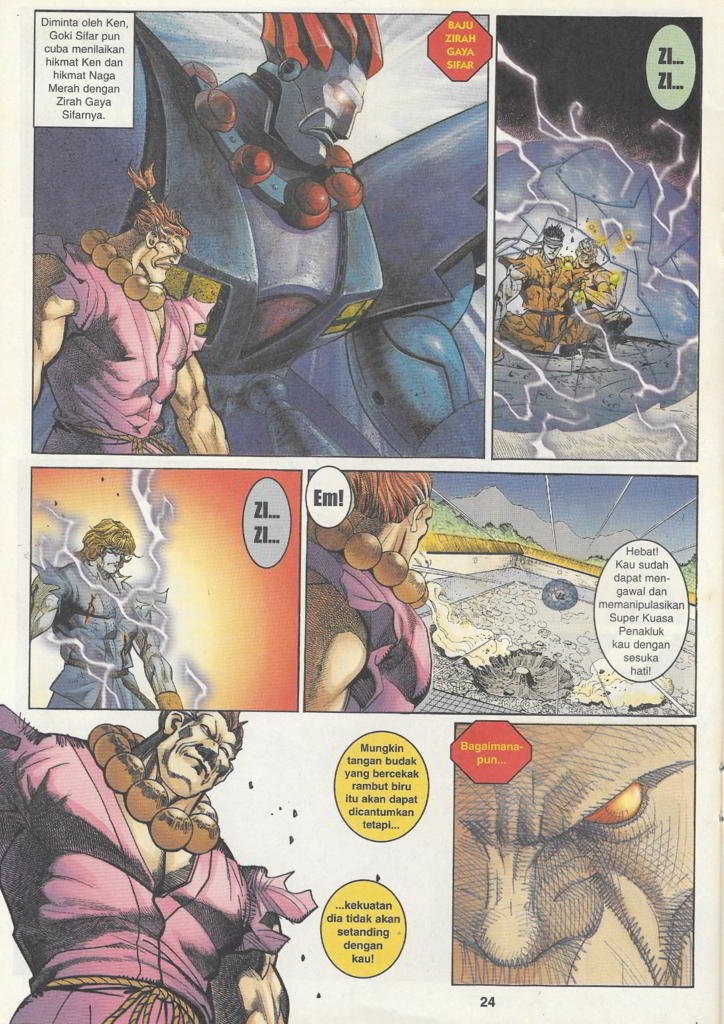 Diminta oleh Ken,
Goki Sifar pun
cuba menilaikan
hikmat Ken dan
hikmat Naga
Merah dengan
Zirah Gaya
Sifarnya.
BAJU
ZIRAH
GAYA
SIFAR
ZI...
ZI...
ZI...
ZI...
Em!
Hebat!
Kau sudah
dapat men-
gawal dan
memanipulasikan
Super Kuasa
Penakluk
kau dengan
sesuka
hati!
Mungkin
tangan budak
yang bercekak
rambut biru
itu akan dapat
dicantumkan
tetapi...
...kekuatan
dia tidak akan
setanding
dengan
kau!
Bagaimana-
pun...
24